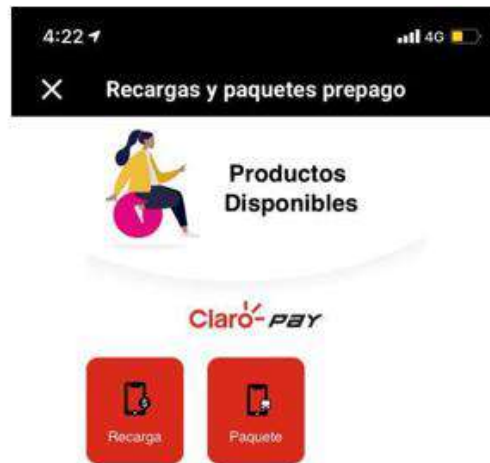 4:22
4G
Recargas y paquetes prepago
Productos
Disponibles
Claro-pay
Recarga
Paquete